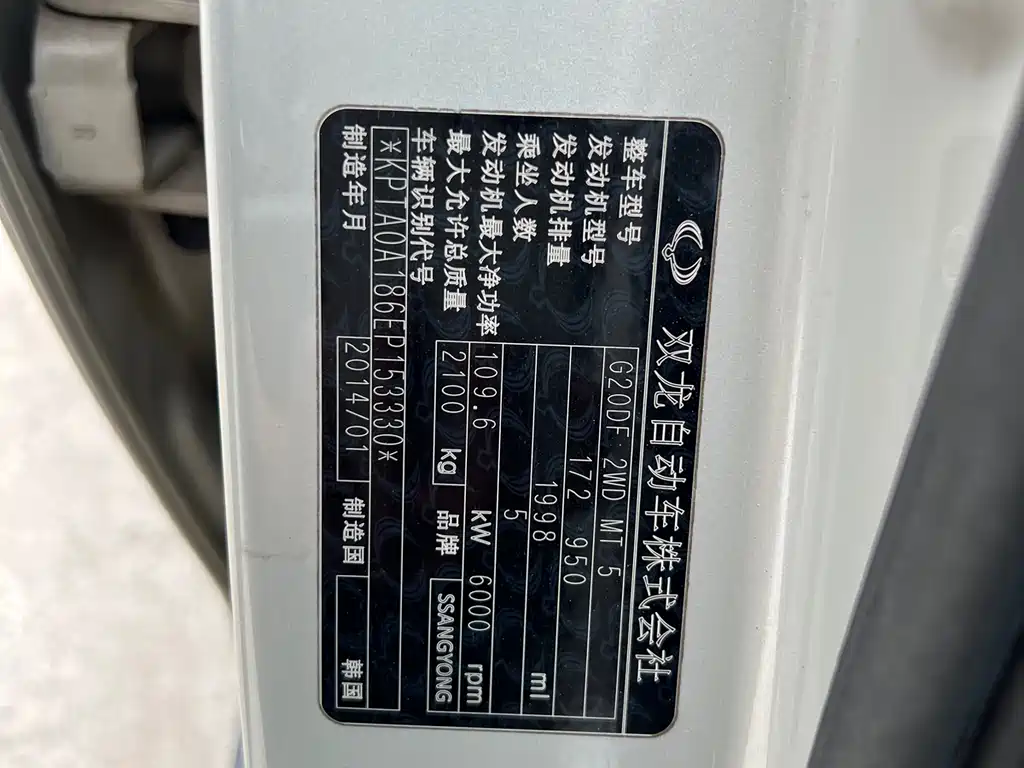 双龙自动车株式会社
整车型号 G20DF 2WD MT 5
发动机型号 172 950
发动机排量 1998 ml
乘坐人数 5
发动机最大净功率 109.6 kW 6000 rpm
最大允许总质量 2100 kg 品牌 SSANGYONG
车辆识别代号 *KPTA0A186EP153330*
制造年月 2014/01 制造国 韩国